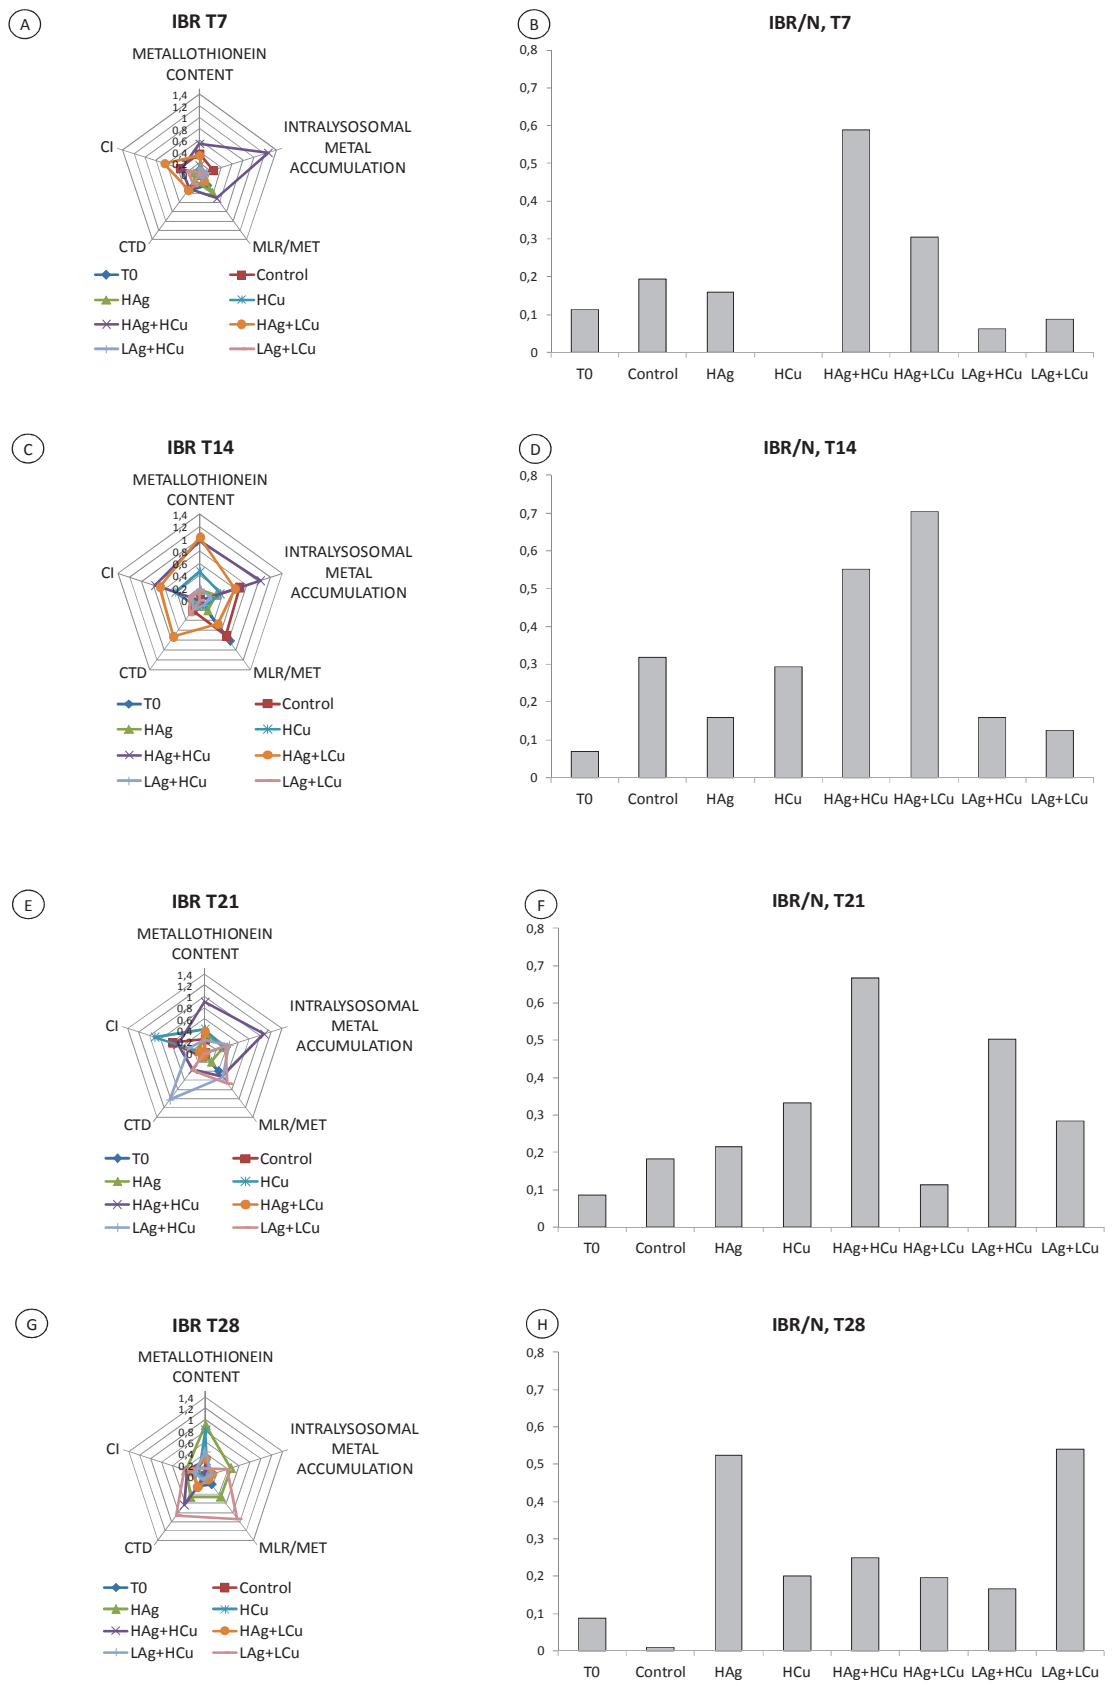 A
IBR T7
METALLOTHIONEIN
CONTENT
1,4
1,2
1
0,8
0,6
0,4
0,2
0
INTRALYSOSOMAL
METAL
ACCUMULATION
CI
CTD
MLR/MET
T0
Control
HAg
HCu
HAg+HCu
HAg+LCu
LAg+HCu
LAg+LCu
B
IBR/N, T7
0,8
0,7
0,6
0,5
0,4
0,3
0,2
0,1
0
T0 Control HAg HCu HAg+HCu HAg+LCu LAg+HCu LAg+LCu
C
IBR T14
METALLOTHIONEIN
CONTENT
1,4
1,2
1
0,8
0,6
0,4
0,2
0
INTRALYSOSOMAL
METAL
ACCUMULATION
CI
CTD
MLR/MET
T0
Control
HAg
HCu
HAg+HCu
HAg+LCu
LAg+HCu
LAg+LCu
D
IBR/N, T14
0,8
0,7
0,6
0,5
0,4
0,3
0,2
0,1
0
T0 Control HAg HCu HAg+HCu HAg+LCu LAg+HCu LAg+LCu
E
IBR T21
METALLOTHIONEIN
CONTENT
1,4
1,2
1
0,8
0,6
0,4
0,2
0
INTRALYSOSOMAL
METAL
ACCUMULATION
CI
CTD
MLR/MET
T0
Control
HAg
HCu
HAg+HCu
HAg+LCu
LAg+HCu
LAg+LCu
F
IBR/N, T21
0,8
0,7
0,6
0,5
0,4
0,3
0,2
0,1
0
T0 Control HAg HCu HAg+HCu HAg+LCu LAg+HCu LAg+LCu
G
IBR T28
METALLOTHIONEIN
CONTENT
1,4
1,2
1
0,8
0,6
0,4
0,2
0
INTRALYSOSOMAL
METAL
ACCUMULATION
CI
CTD
MLR/MET
T0
Control
HAg
HCu
HAg+HCu
HAg+LCu
LAg+HCu
LAg+LCu
H
IBR/N, T28
0,8
0,7
0,6
0,5
0,4
0,3
0,2
0,1
0
T0 Control HAg HCu HAg+HCu HAg+LCu LAg+HCu LAg+LCu